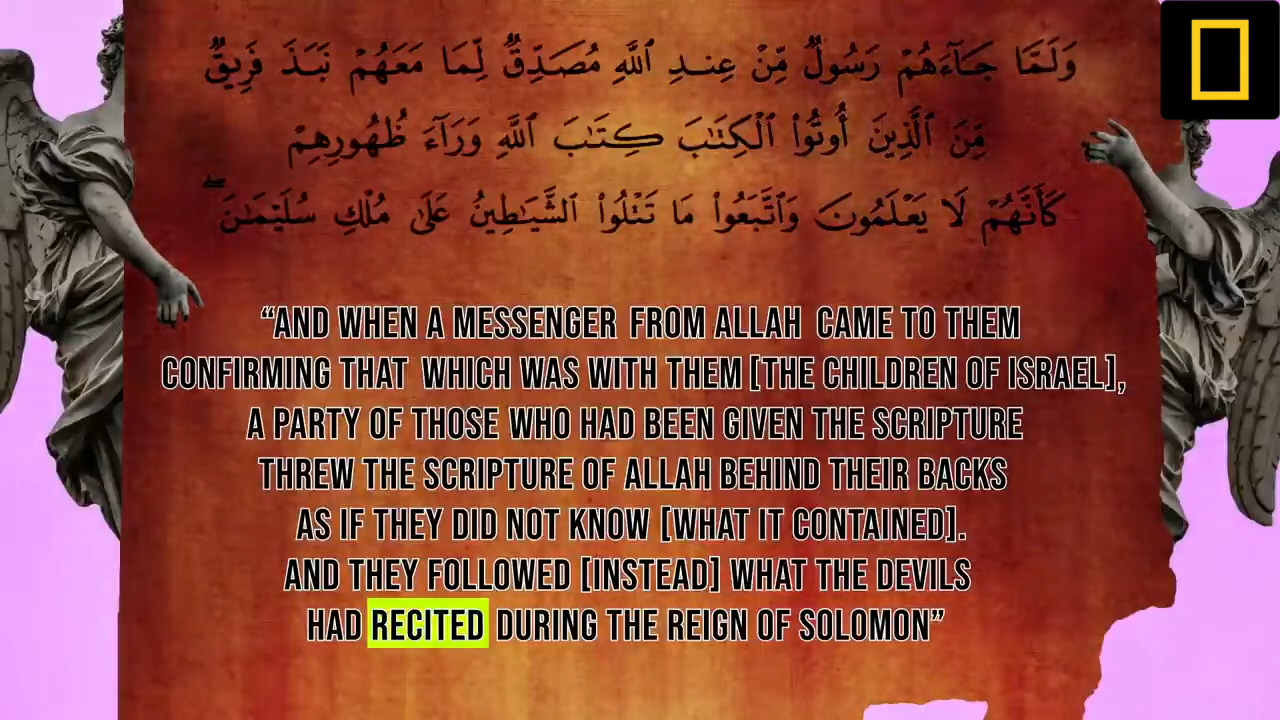 وَلَمَّا جَآءَهُمْ رَسُولٌ مِّنْ عِندِ ٱللَّهِ مُصَدِّقٌ لِّمَا مَعَهُمْ نَبَذَ فَرِيقٌ
مِّنَ ٱلَّذِينَ أُوتُوا۟ ٱلْكِتَـٰبَ كِتَـٰبَ ٱللَّهِ وَرَآءَ ظُهُورِهِمْ
كَأَنَّهُمْ لَا يَعْلَمُونَ وَٱتَّبَعُوا۟ مَا تَتْلُوا۟ ٱلشَّيَـٰطِينُ عَلَىٰ مُلْكِ سُلَيْمَـٰنَ ۖ
“AND WHEN A MESSENGER FROM ALLAH CAME TO THEM
CONFIRMING THAT WHICH WAS WITH THEM [THE CHILDREN OF ISRAEL],
A PARTY OF THOSE WHO HAD BEEN GIVEN THE SCRIPTURE
THREW THE SCRIPTURE OF ALLAH BEHIND THEIR BACKS
AS IF THEY DID NOT KNOW [WHAT IT CONTAINED].
AND THEY FOLLOWED [INSTEAD] WHAT THE DEVILS
HAD RECITED DURING THE REIGN OF SOLOMON”